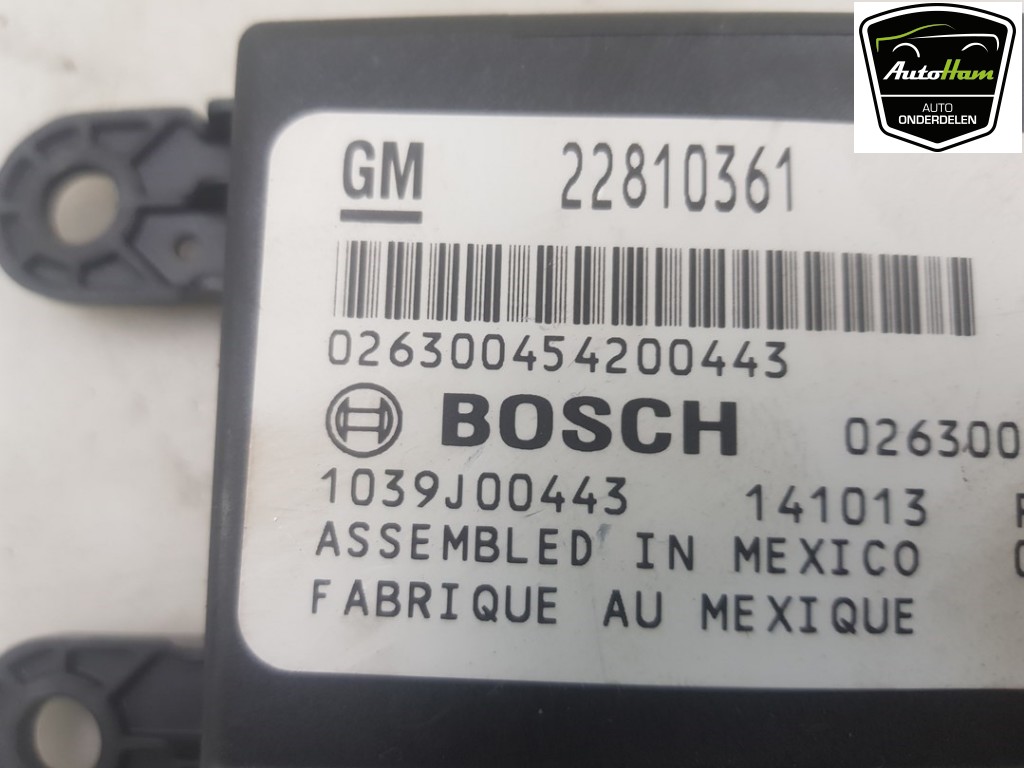 AutoHam
AUTO
ONDERDELEN
GM 22810361
026300454200443
BOSCH 026300
1039J00443 141013
ASSEMBLED IN MEXICO
FABRIQUE AU MEXIQUE